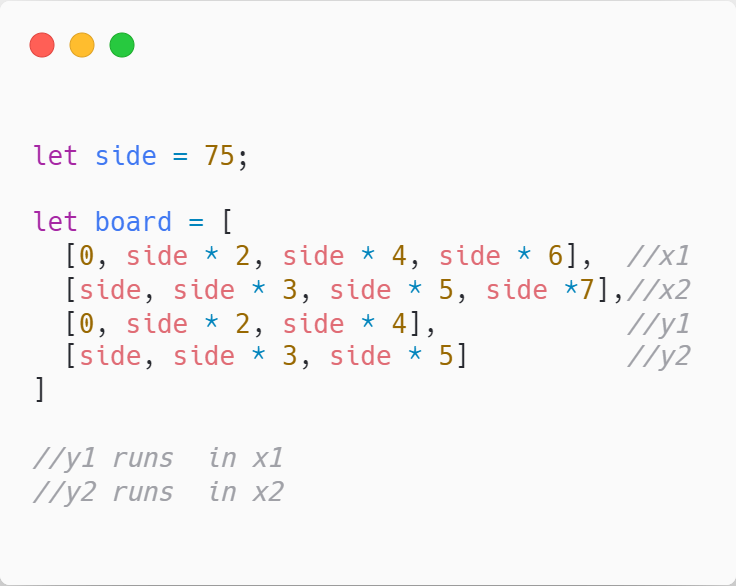 let side = 75;
let board = [
  [0, side * 2, side * 4, side * 6],  //x1
  [side, side * 3, side * 5, side *7],//x2
  [0, side * 2, side * 4],            //y1
  [side, side * 3, side * 5]          //y2
]
//y1 runs  in x1
//y2 runs  in x2